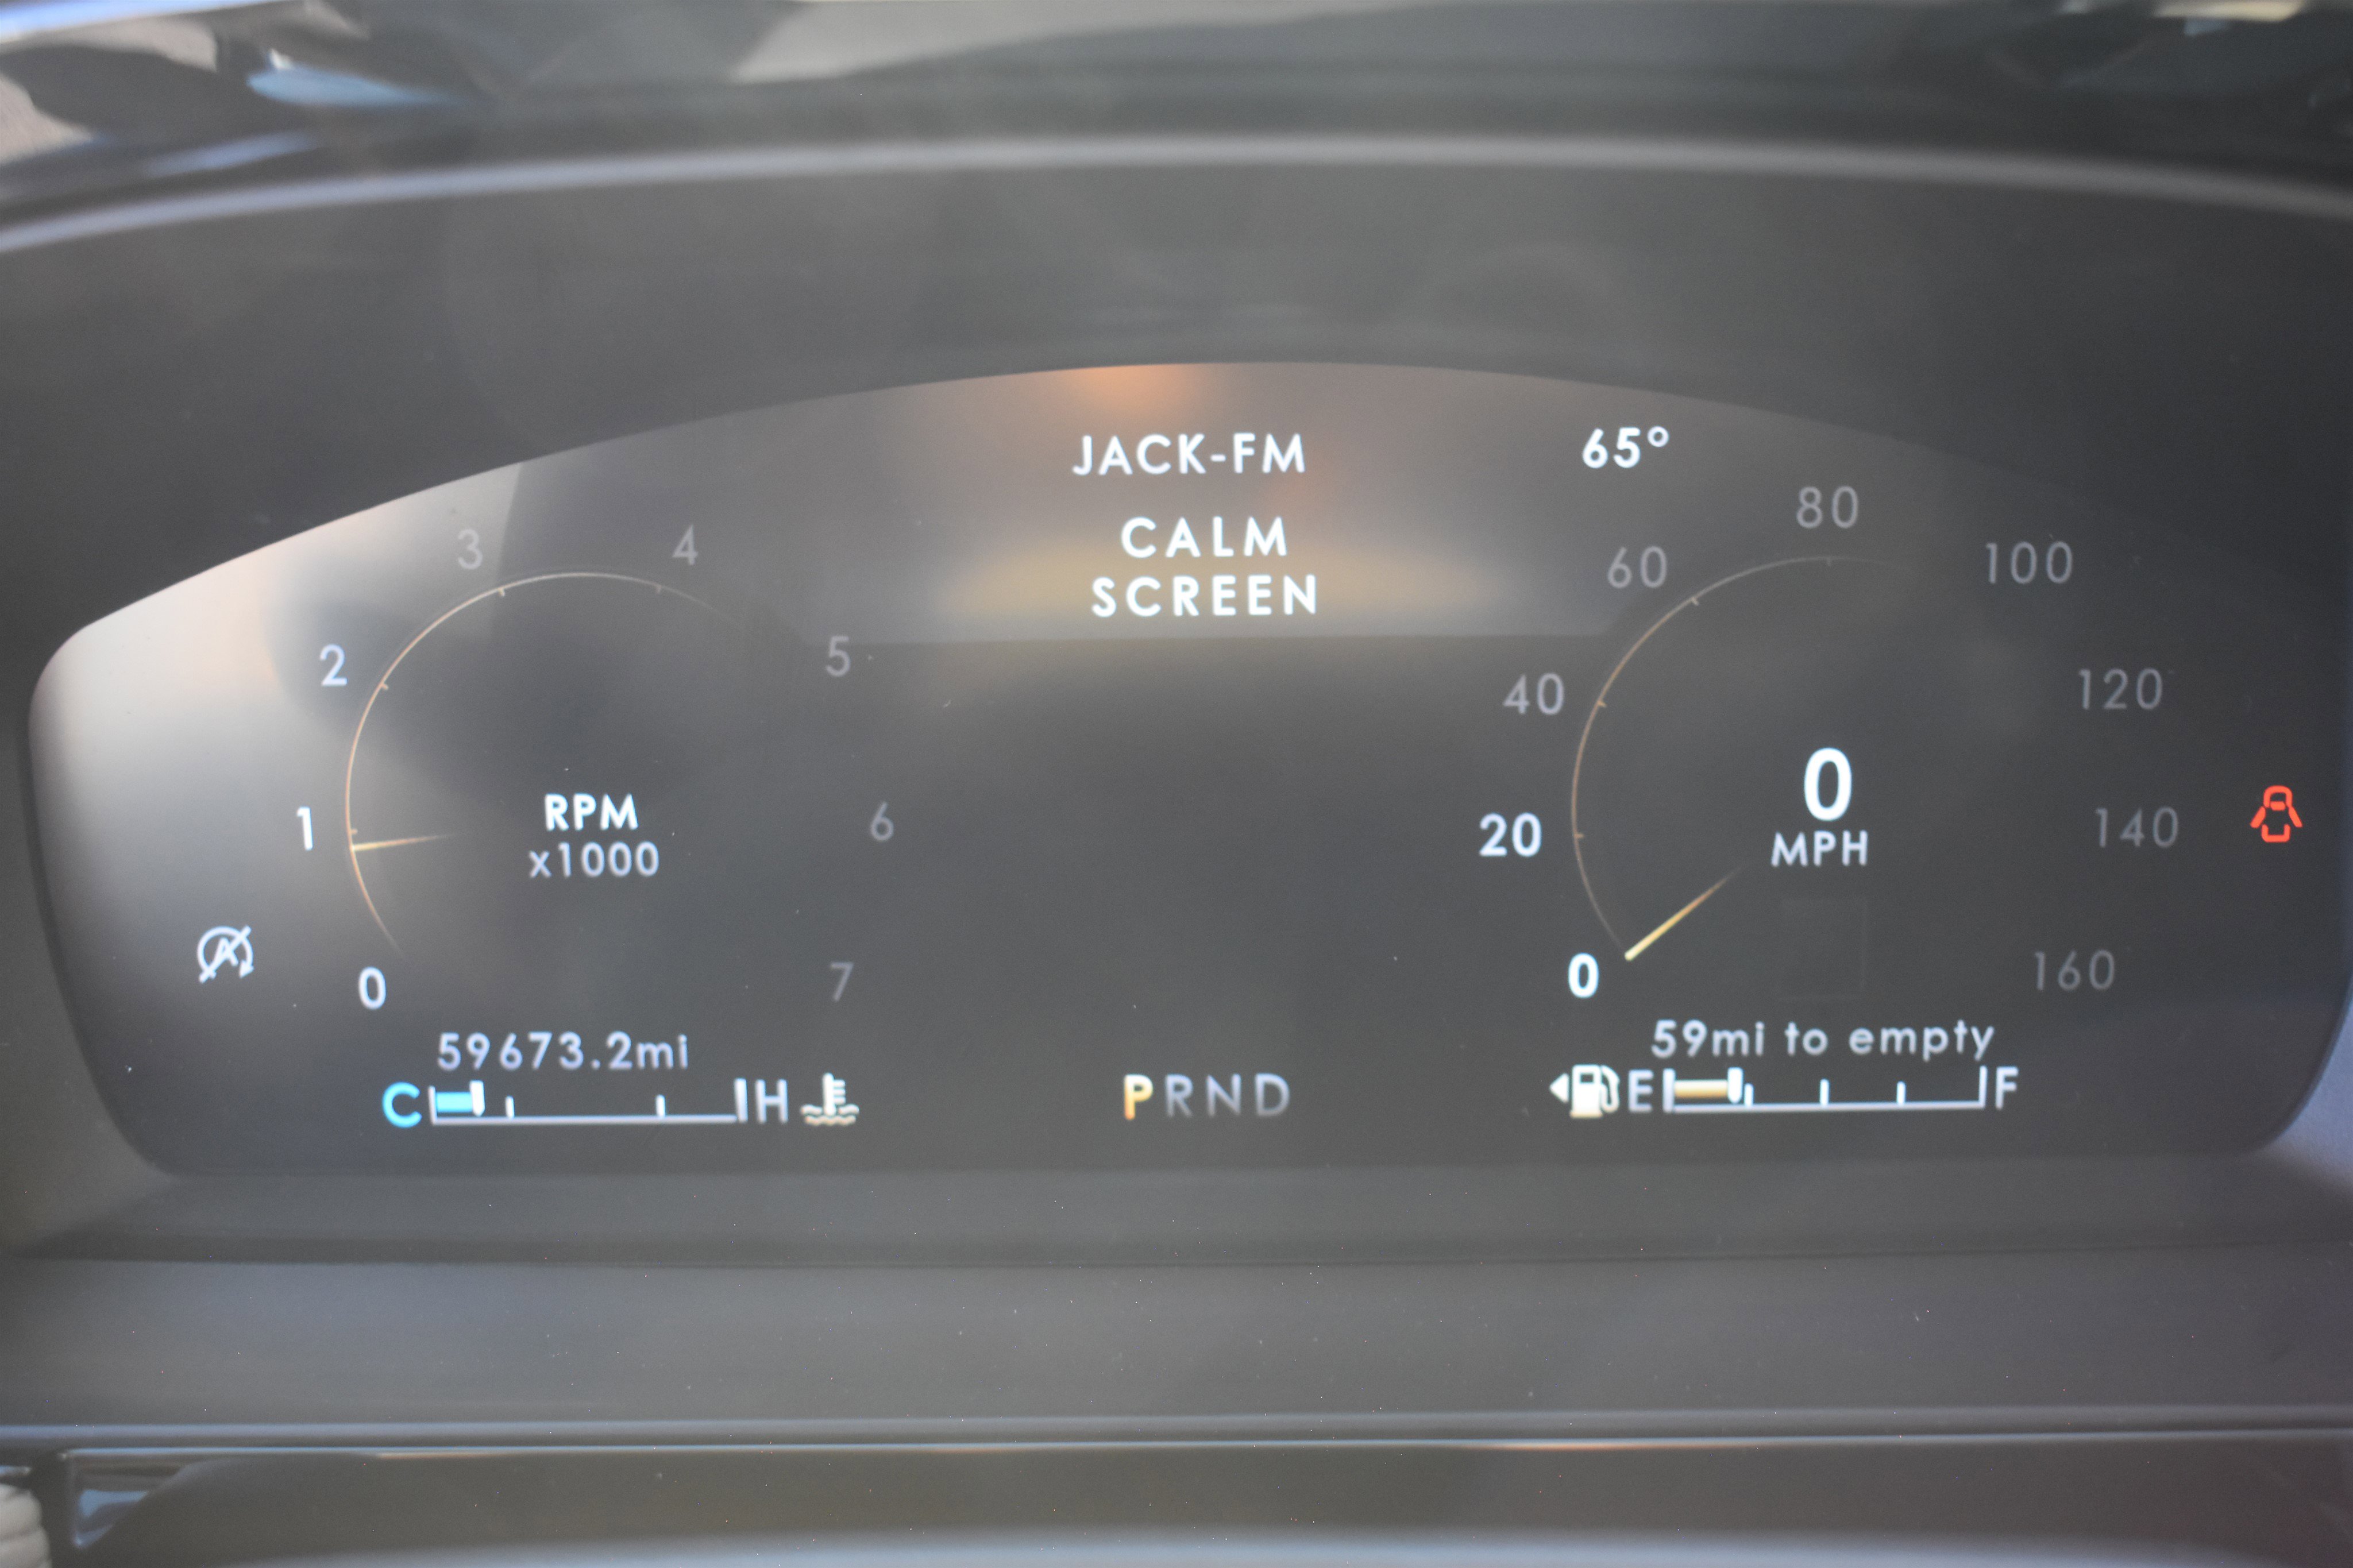 JACK-FM
65°
CALM
SCREEN
3 4
2 5
1 6
0 7
RPM
x1000
80
60 100
40 120
20 140
0 160
0
MPH
59673.2mi
59mi to empty
C H
PRND
E F